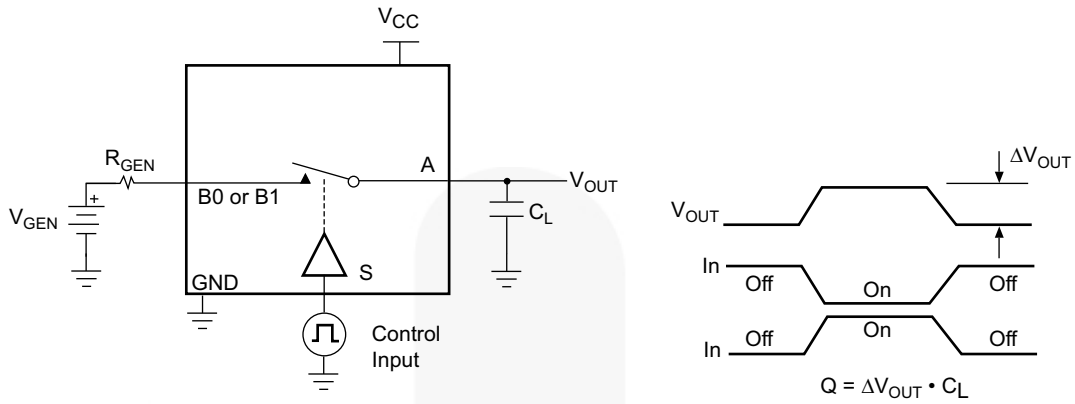 V_CC
R_GEN
B0 or B1
A
V_OUT
V_GEN
+
C_L
GND
S
Control
Input
ΔV_OUT
V_OUT
In
Off
On
Off
In
Off
On
Off
Q = ΔV_OUT • C_L